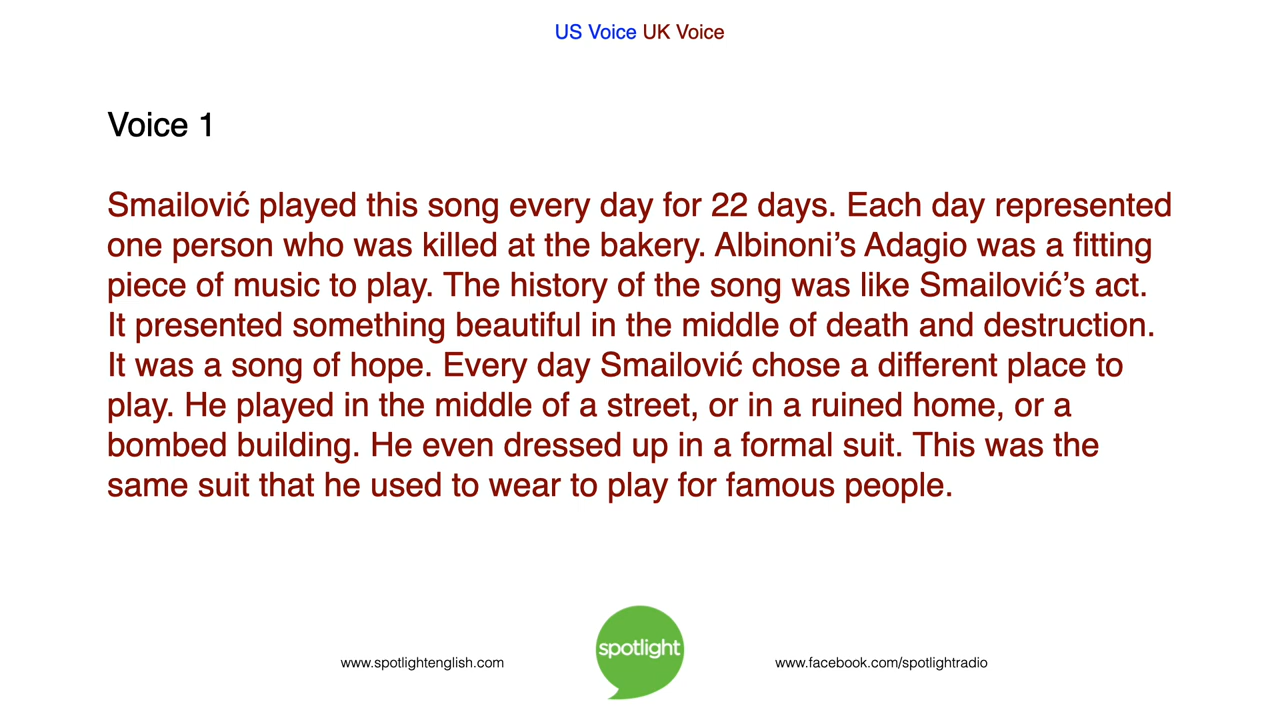 US Voice UK Voice
Voice 1
Smailović played this song every day for 22 days. Each day represented
one person who was killed at the bakery. Albinoni’s Adagio was a fitting
piece of music to play. The history of the song was like Smailović’s act.
It presented something beautiful in the middle of death and destruction.
It was a song of hope. Every day Smailović chose a different place to
play. He played in the middle of a street, or in a ruined home, or a
bombed building. He even dressed up in a formal suit. This was the
same suit that he used to wear to play for famous people.
www.spotlightenglish.com
spotlight
www.facebook.com/spotlightradio